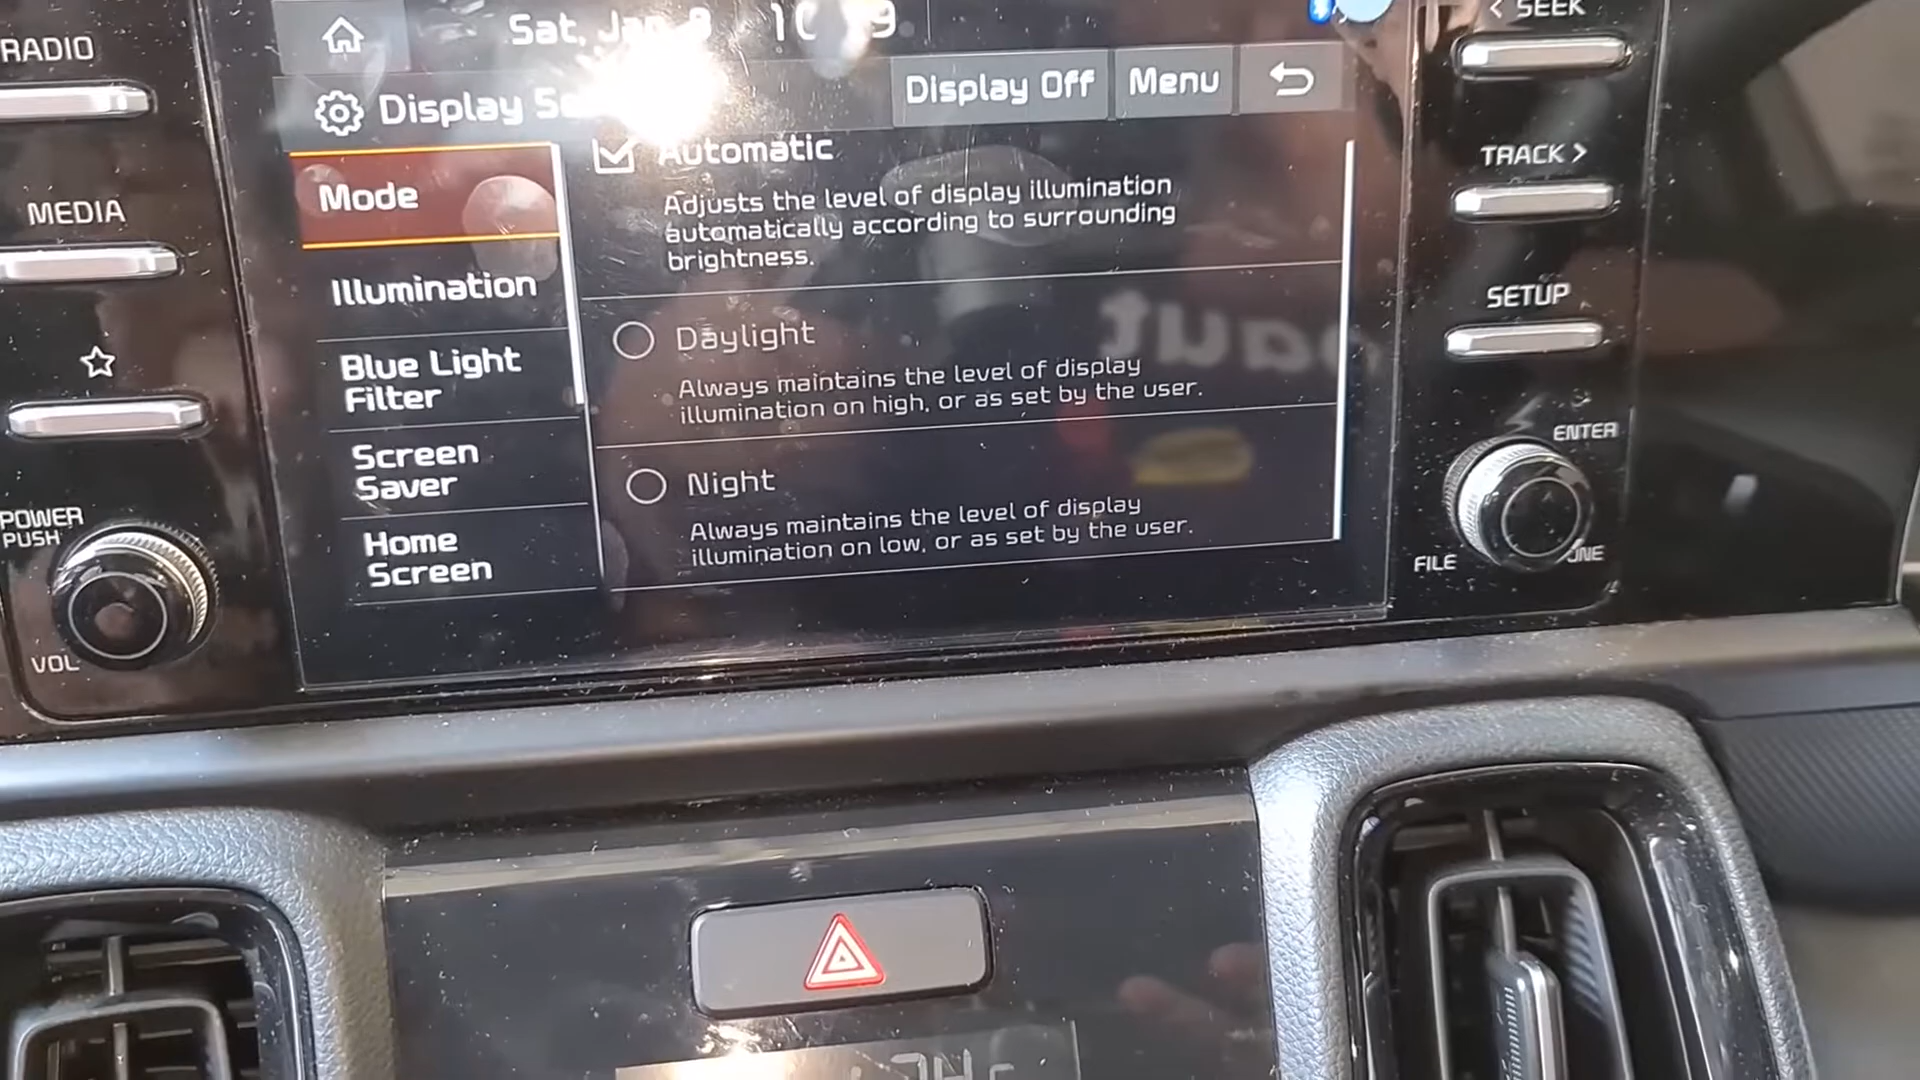 RADIO
MEDIA
POWER
PUSH
VOL
Sat, Jan 8
Display
Display Off
Menu
Mode
Illumination
Blue Light
Filter
Screen
Saver
Home
Screen
Automatic
Adjusts the level of display illumination
automatically according to surrounding
brightness.
Daylight
Always maintains the level of display
illumination on high, or as set by the user.
Night
Always maintains the level of display
illumination on low, or as set by the user.
< SEEK
TRACK >
SETUP
ENTER
FILE